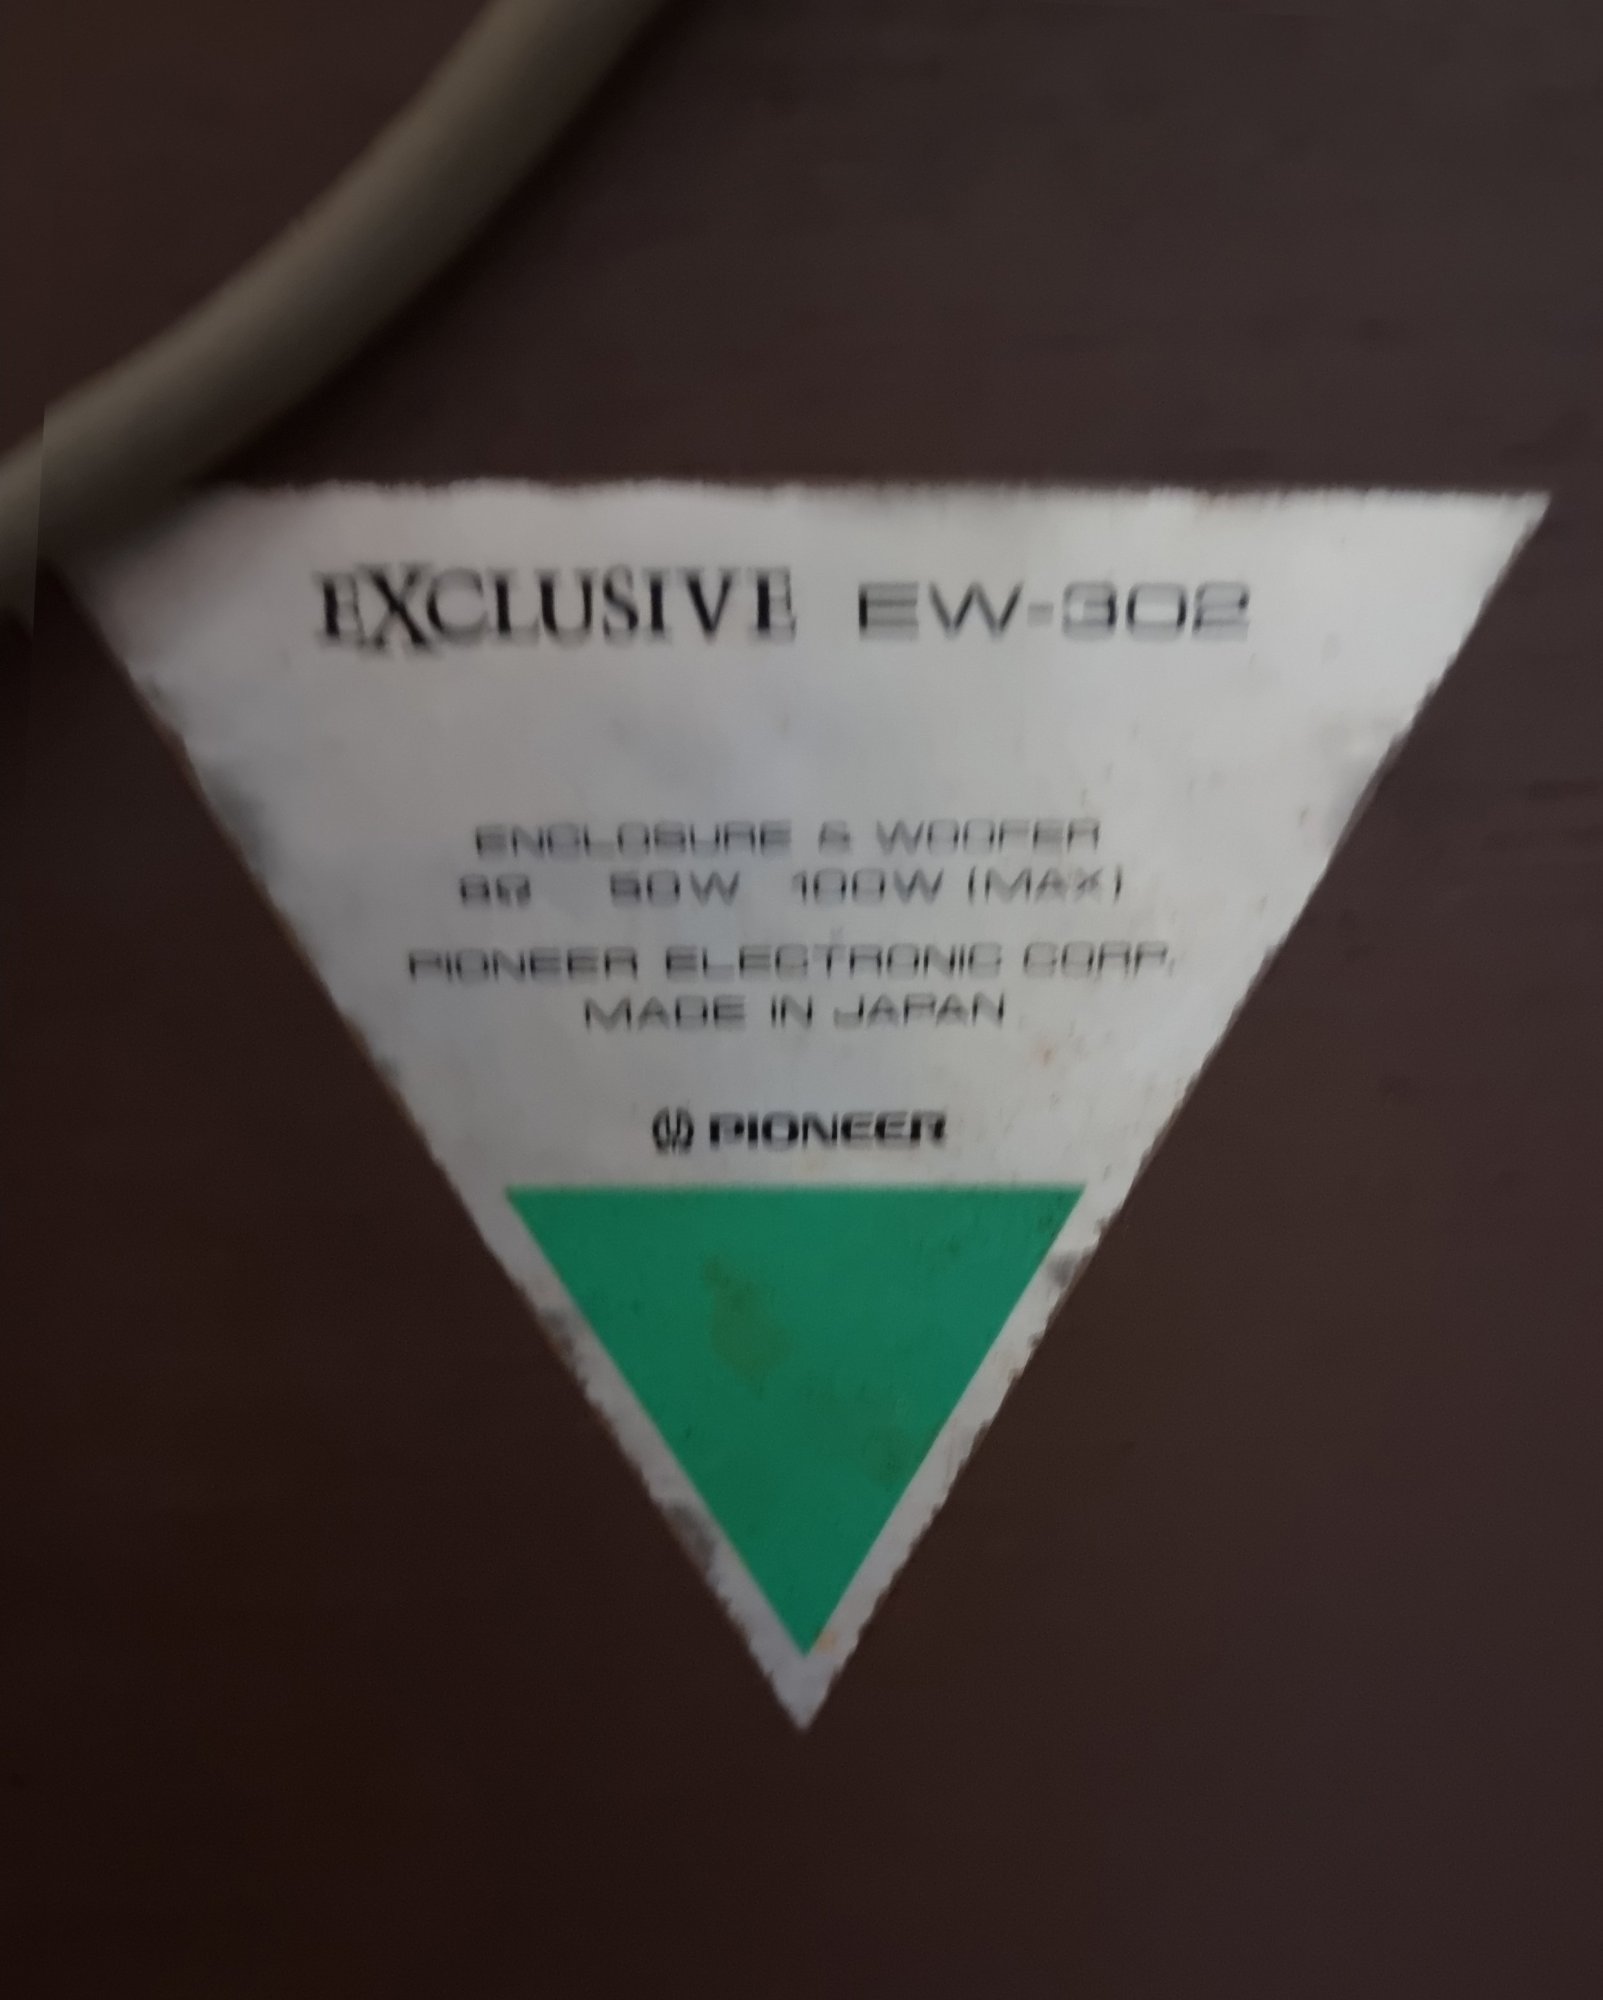 EXCLUSIVE EW-302
ENCLOSURE & WOOFER
8Ω 50W 100W (MAX)
PIONEER ELECTRONIC CORP.
MADE IN JAPAN
PIONEER